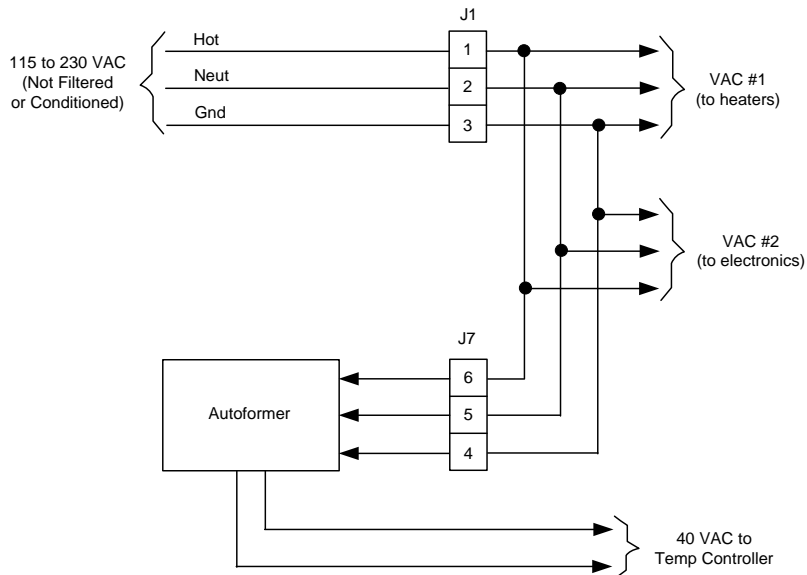 J1
115 to 230 VAC
(Not Filtered
or Conditioned)
Hot
Neut
Gnd
1
2
3
VAC #1
(to heaters)
VAC #2
(to electronics)
J7
6
5
4
Autoformer
40 VAC to
Temp Controller